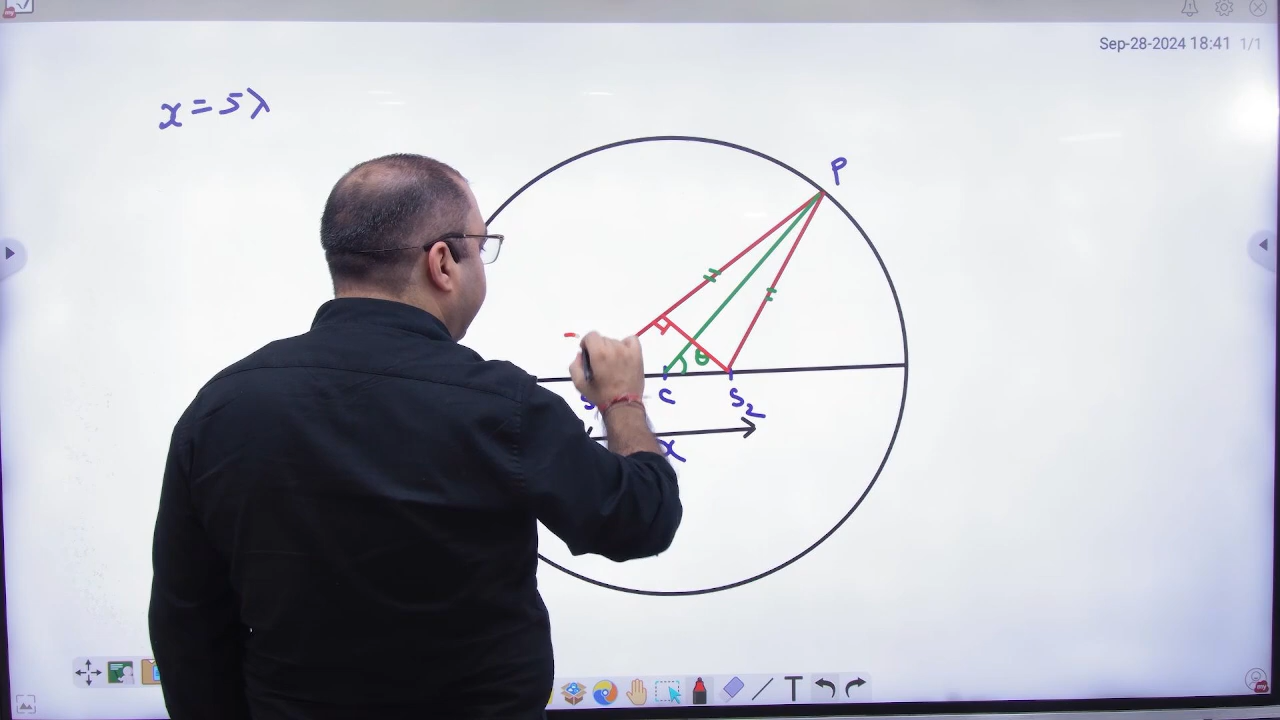 Sep-28-2024 18:41 1/1
x = 5λ
P
θ
C
S₂
x
T